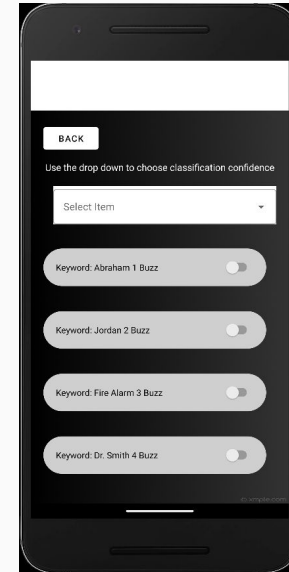 BACK
Use the drop down to choose classification confidence
Select Item
Keyword: Abraham 1 Buzz
Keyword: Jordan 2 Buzz
Keyword: Fire Alarm 3 Buzz
Keyword: Dr. Smith 4 Buzz